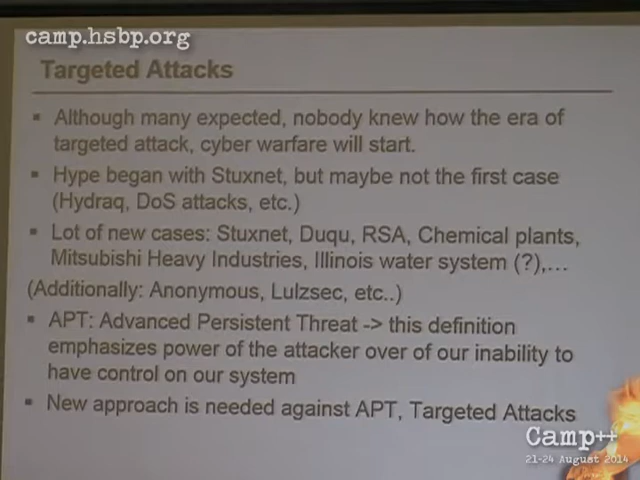 camp.hsbp.org
Targeted Attacks
▪ Although many expected, nobody knew how the era of
targeted attack, cyber warfare will start.
▪ Hype began with Stuxnet, but maybe not the first case
(Hydraq, DoS attacks, etc.)
▪ Lot of new cases: Stuxnet, Duqu, RSA, Chemical plants,
Mitsubishi Heavy Industries, Illinois water system (?),...
(Additionally: Anonymous, Lulzsec, etc..)
▪ APT: Advanced Persistent Threat -> this definition
emphasizes power of the attacker over of our inability to
have control on our system
▪ New approach is needed against APT, Targeted Attacks
Camp++
21-24 August 2014